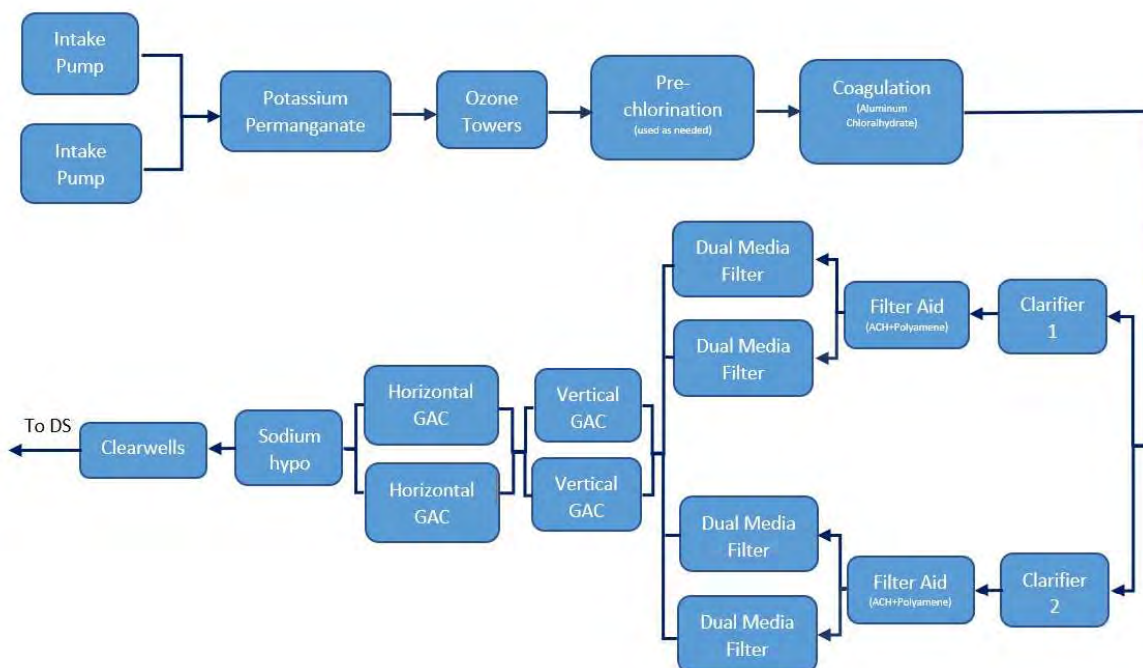 Intake
Pump
Intake
Pump
Potassium
Permanganate
Ozone
Towers
Pre-
chlorination
(used as needed)
Coagulation
(Aluminum
Chloralhydrate)
Dual Media
Filter
Dual Media
Filter
Filter Aid
(ACH+Polyamene)
Clarifier
1
To DS
Clearwells
Sodium
hypo
Horizontal
GAC
Horizontal
GAC
Vertical
GAC
Vertical
GAC
Dual Media
Filter
Dual Media
Filter
Filter Aid
(ACH+Polyamene)
Clarifier
2